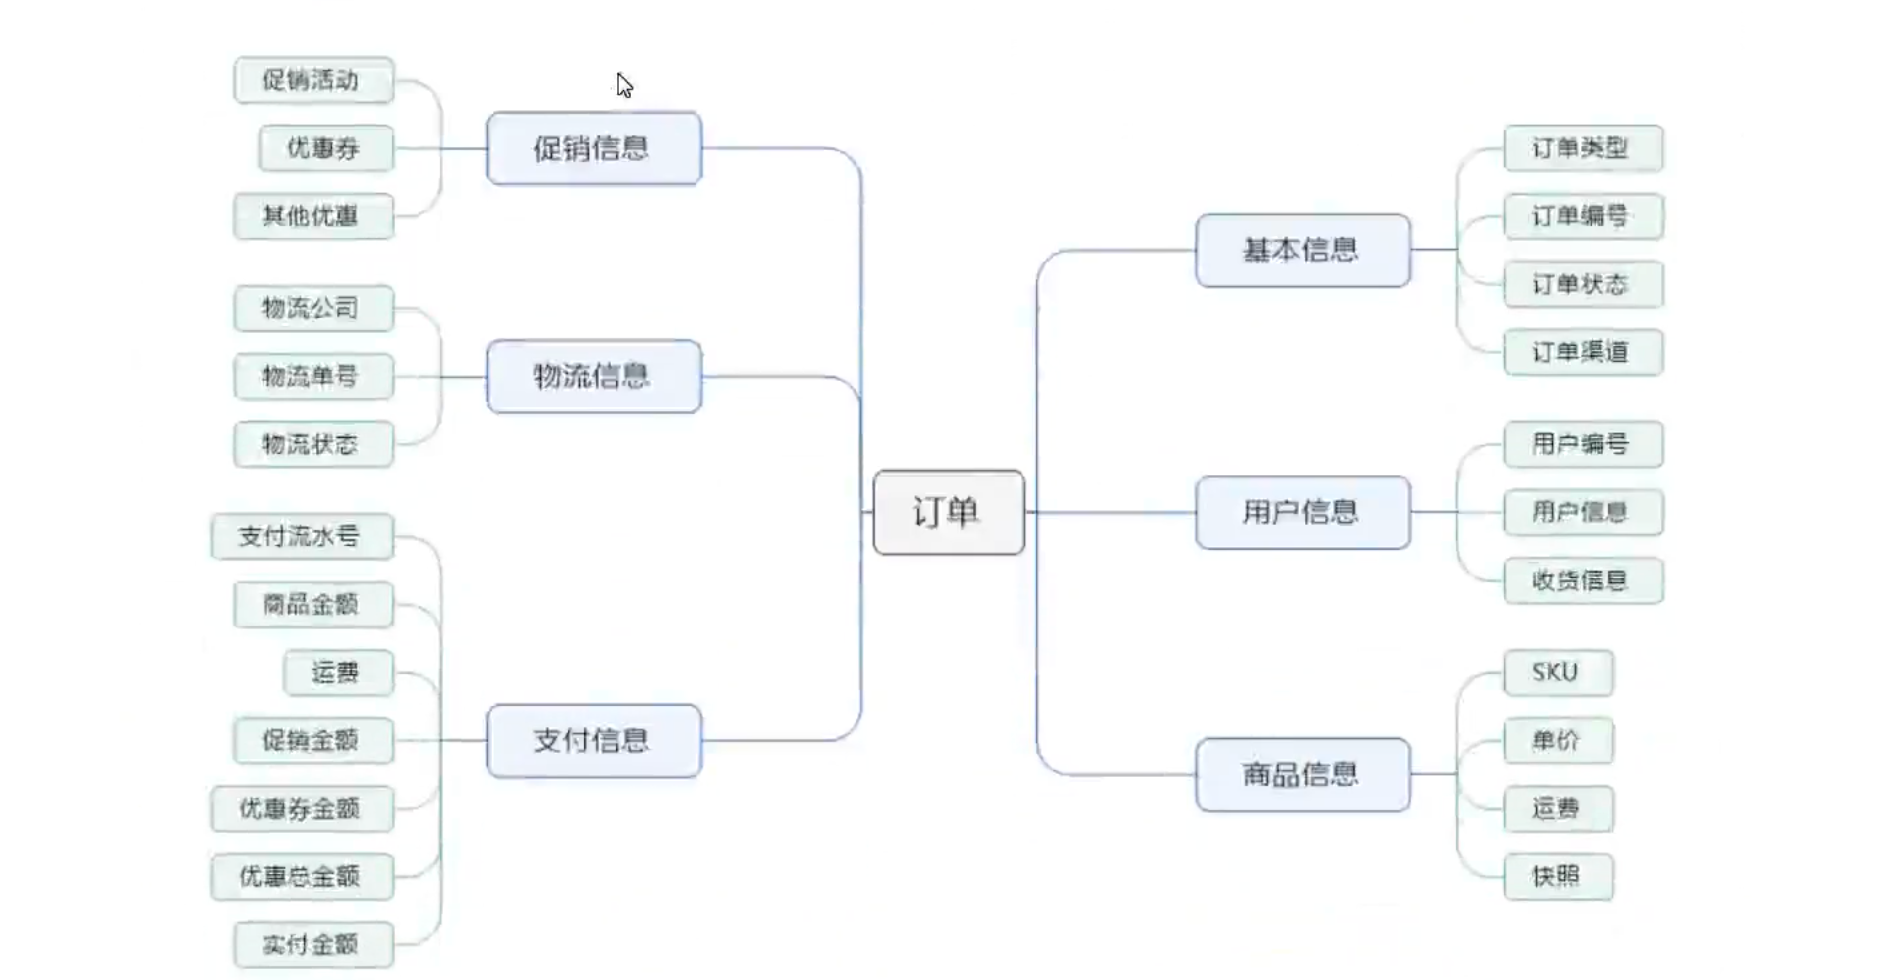 促销活动
优惠券
其他优惠
促销信息
物流公司
物流单号
物流状态
物流信息
支付流水号
商品金额
运费
促销金额
优惠券金额
优惠总金额
实付金额
支付信息
订单
基本信息
订单类型
订单编号
订单状态
订单渠道
用户信息
用户编号
用户信息
收货信息
商品信息
SKU
单价
运费
快照